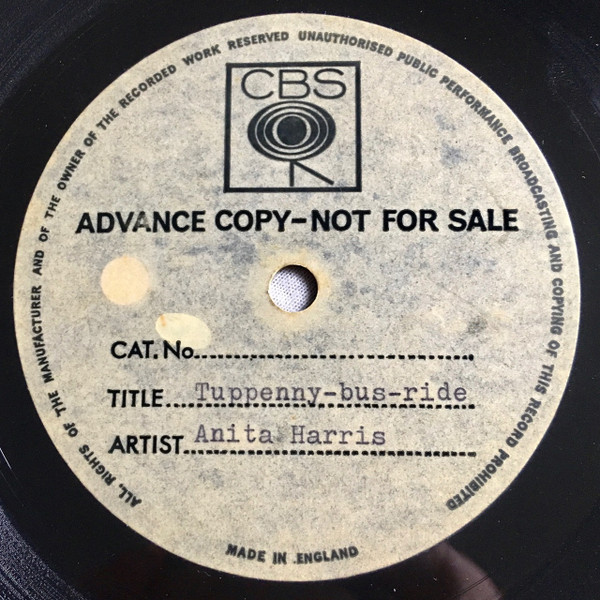 ALL RIGHTS OF THE MANUFACTURER AND OF THE OWNER OF THE RECORDED WORK RESERVED UNAUTHORISED PUBLIC PERFORMANCE BROADCASTING AND COPYING OF THIS RECORD PROHIBITED
CBS
ADVANCE COPY-NOT FOR SALE
CAT. No.
TITLE Tuppenny-bus-ride
ARTIST Anita Harris
MADE IN ENGLAND